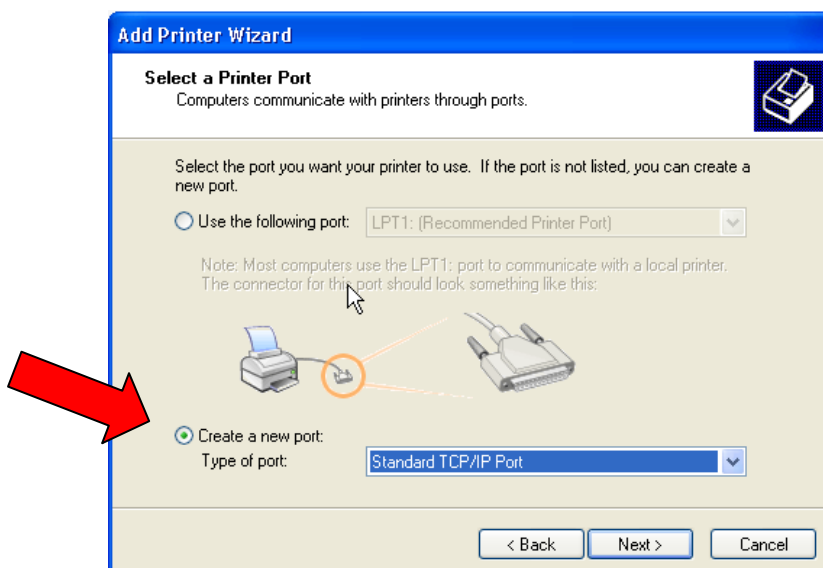 Add Printer Wizard
Select a Printer Port
Computers communicate with printers through ports.
Select the port you want your printer to use.  If the port is not listed, you can create a
new port.
Use the following port: LPT1: (Recommended Printer Port)
Note: Most computers use the LPT1: port to communicate with a local printer.
The connector for this port should look something like this:
Create a new port:
Type of port: Standard TCP/IP Port
< Back Next > Cancel